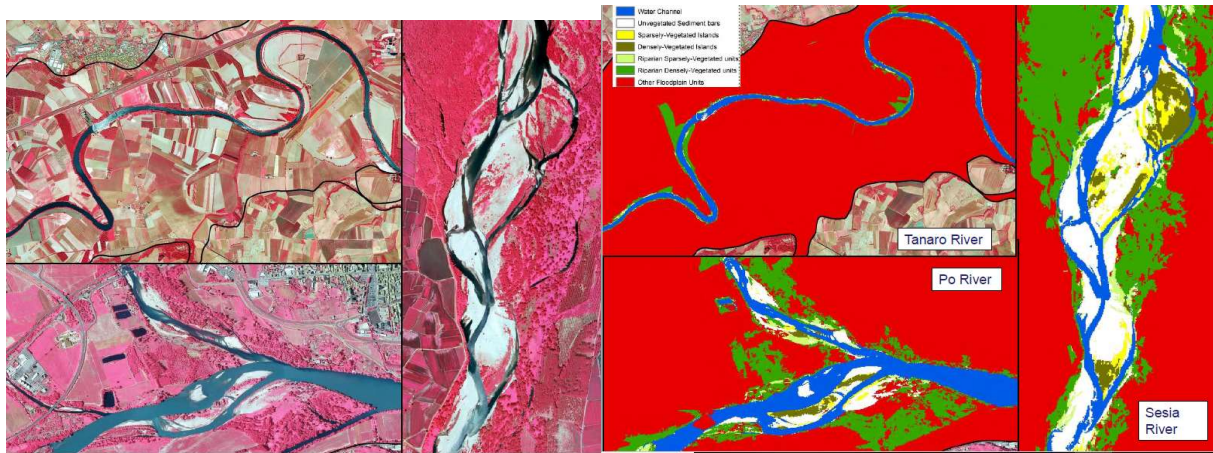 Water Channel
Unvegetated Sediment bars
Sparsely-Vegetated Islands
Densely-Vegetated Islands
Riparian Sparsely-Vegetated units
Riparian Densely-Vegetated units
Other Floodplain Units
Tanaro River
Po River
Sesia
River